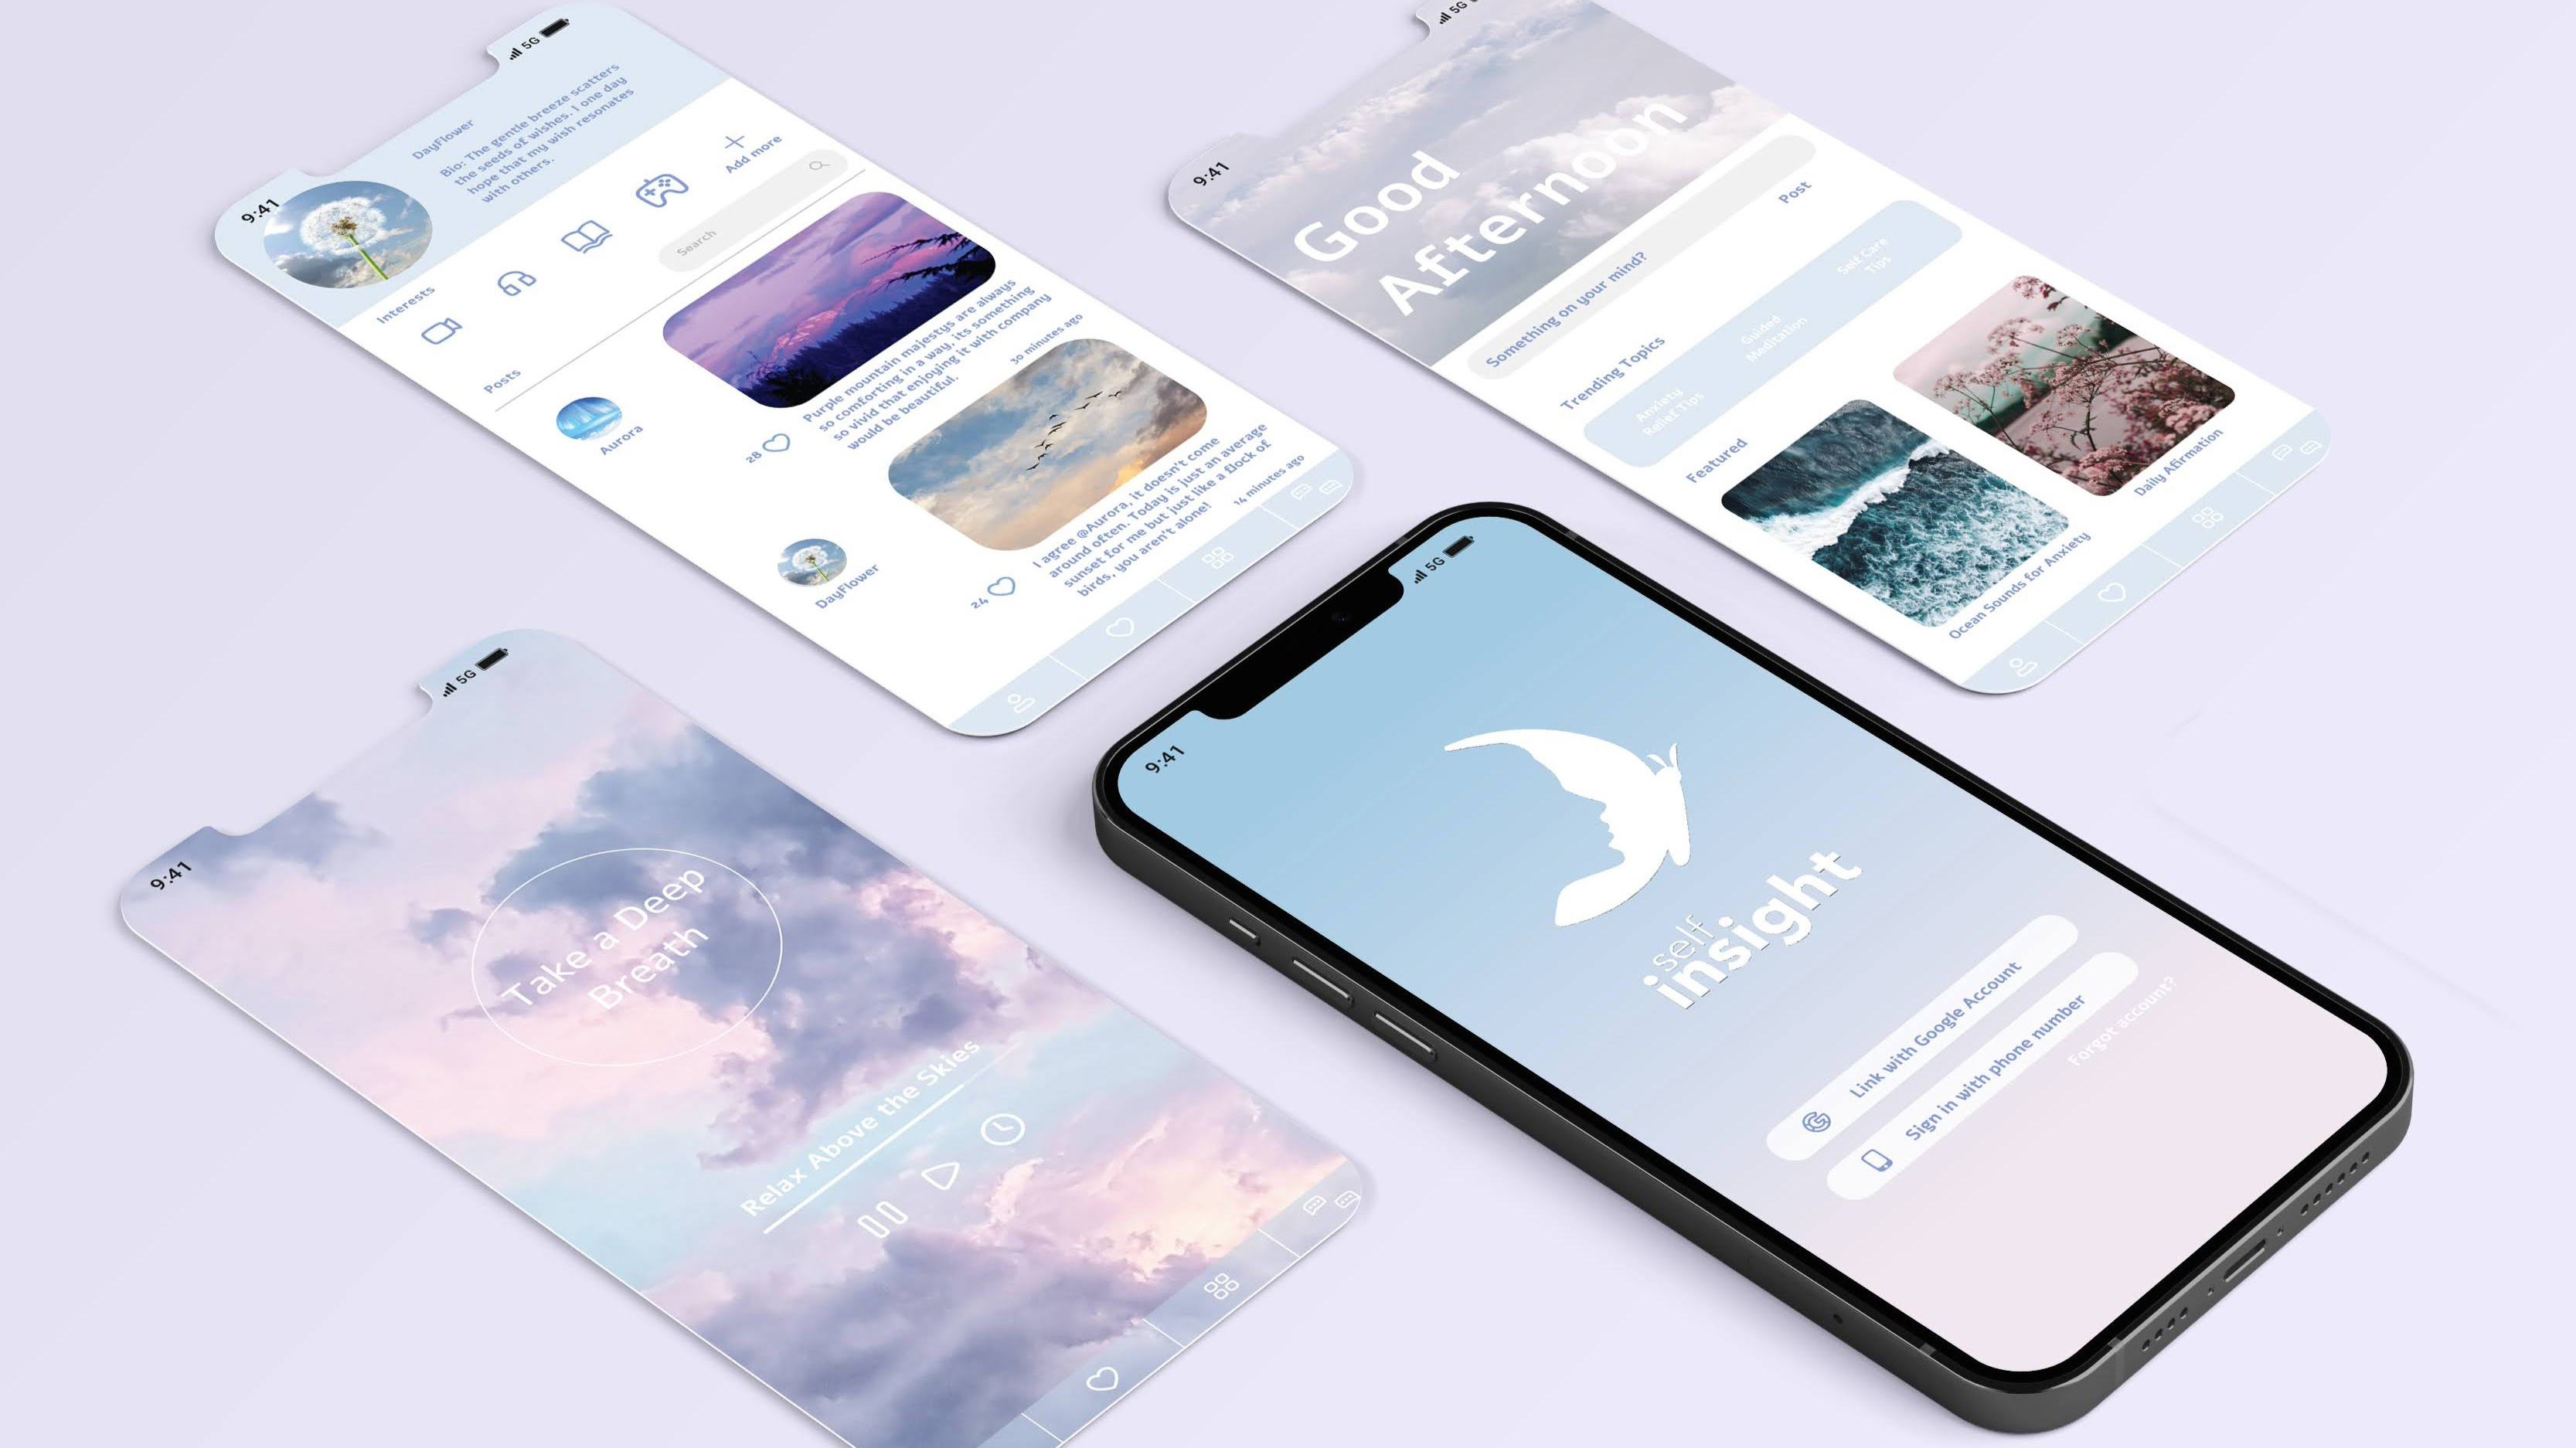 9:41
5G
DayFlower
Bio: The gentle breeze scatters
the seeds of wishes. I one day
hope that my wish resonates
with others.
Interests
Add more
Posts
Search
Aurora
28
Purple mountain majestys are always
so comforting in a way, its something
so vivid that enjoying it with company
would be beautiful.
30 minutes ago
DayFlower
24
I agree @Aurora, it doesn't come
around often. Today is just an average
sunset for me but just like a flock of
birds, you aren't alone!
14 minutes ago
9:41
5G
Good
Afternoon
Something on your mind?
Post
Trending Topics
Anxiety
Relief Tips
Guided
Meditation
Self Care
Tips
Featured
Ocean Sounds for Anxiety
Daily Afirmation
9:41
5G
Take a Deep
Breath
Relax Above the Skies
9:41
5G
self
insight
Link with Google Account
Sign in with phone number
Forgot account?